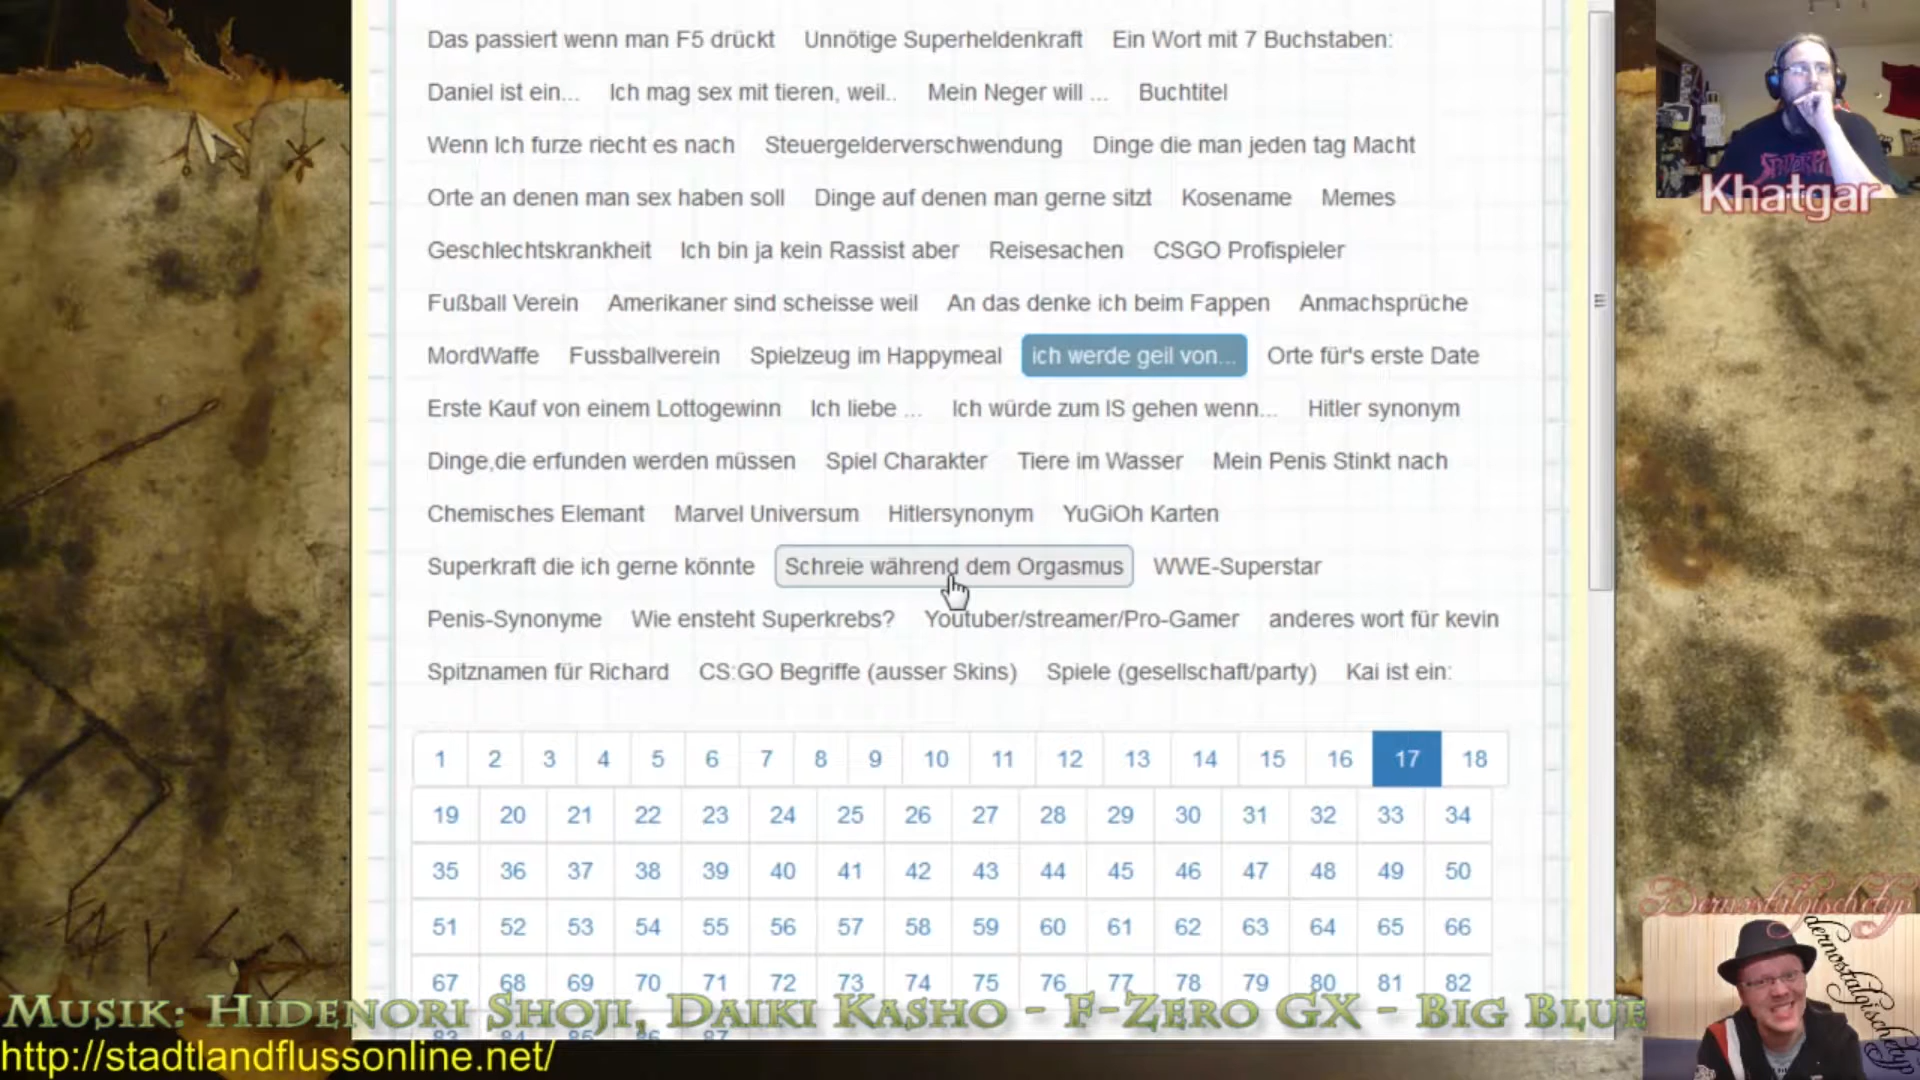 Das passiert wenn man F5 drückt Unnötige Superheldenkraft Ein Wort mit 7 Buchstaben:
Daniel ist ein... Ich mag sex mit tieren, weil.. Mein Neger will ... Buchtitel
Wenn Ich furze riecht es nach Steuergelderverschwendung Dinge die man jeden tag Macht
Orte an denen man sex haben soll Dinge auf denen man gerne sitzt Kosename Memes
Geschlechtskrankheit Ich bin ja kein Rassist aber Reisesachen CSGO Profispieler
Fußball Verein Amerikaner sind scheisse weil An das denke ich beim Fappen Anmachsprüche
MordWaffe Fussballverein Spielzeug im Happymeal ich werde geil von... Orte für's erste Date
Erste Kauf von einem Lottogewinn Ich liebe ... Ich würde zum IS gehen wenn... Hitler synonym
Dinge,die erfunden werden müssen Spiel Charakter Tiere im Wasser Mein Penis Stinkt nach
Chemisches Elemant Marvel Universum Hitlersynonym YuGiOh Karten
Superkraft die ich gerne könnte Schreie während dem Orgasmus WWE-Superstar
Penis-Synonyme Wie ensteht Superkrebs? Youtuber/streamer/Pro-Gamer anderes wort für kevin
Spitznamen für Richard CS:GO Begriffe (ausser Skins) Spiele (gesellschaft/party) Kai ist ein:
1 2 3 4 5 6 7 8 9 10 11 12 13 14 15 16 17 18
19 20 21 22 23 24 25 26 27 28 29 30 31 32 33 34
35 36 37 38 39 40 41 42 43 44 45 46 47 48 49 50
51 52 53 54 55 56 57 58 59 60 61 62 63 64 65 66
67 68 69 70 71 72 73 74 75 76 77 78 79 80 81 82
83 84 85 86 87
Khatgar
Dernostalgischetyp
dernostalgischetyp
Musik: Hidenori Shoji, Daiki Kasho - F-Zero GX - Big Blue
http://stadtlandflussonline.net/